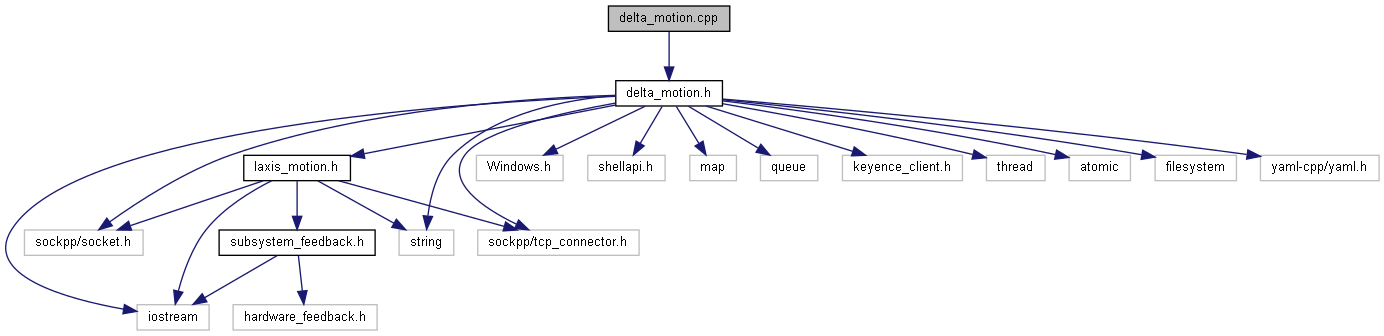 delta_motion.cpp
delta_motion.h
laxis_motion.h
Windows.h
shellapi.h
map
queue
keyence_client.h
thread
atomic
filesystem
yaml-cpp/yaml.h
sockpp/socket.h
subsystem_feedback.h
string
sockpp/tcp_connector.h
iostream
hardware_feedback.h